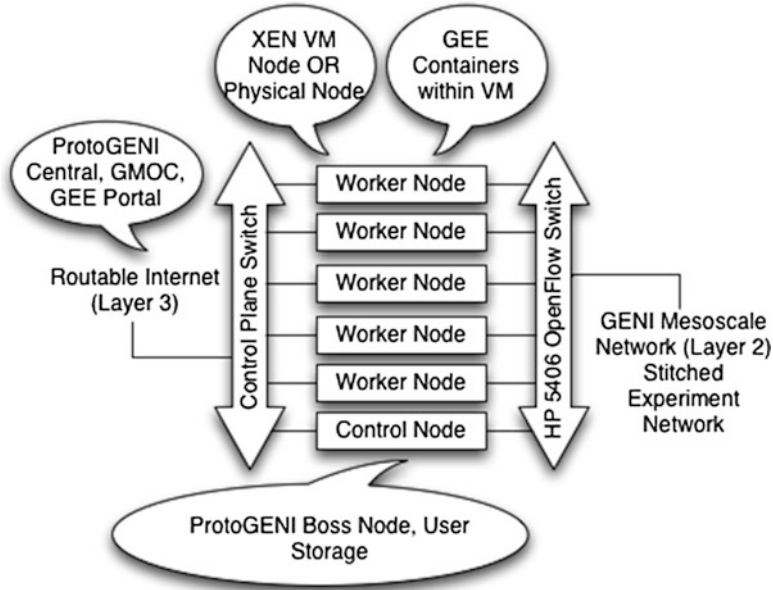 XEN VM
Node OR
Physical Node
GEE
Containers
within VM
ProtoGENI
Central, GMOC,
GEE Portal
Routable Internet
(Layer 3)
Control Plane Switch
Worker Node
Worker Node
Worker Node
Worker Node
Worker Node
Control Node
HP 5406 OpenFlow Switch
GENI Mesoscale
Network (Layer 2)
Stitched
Experiment
Network
ProtoGENI Boss Node, User
Storage